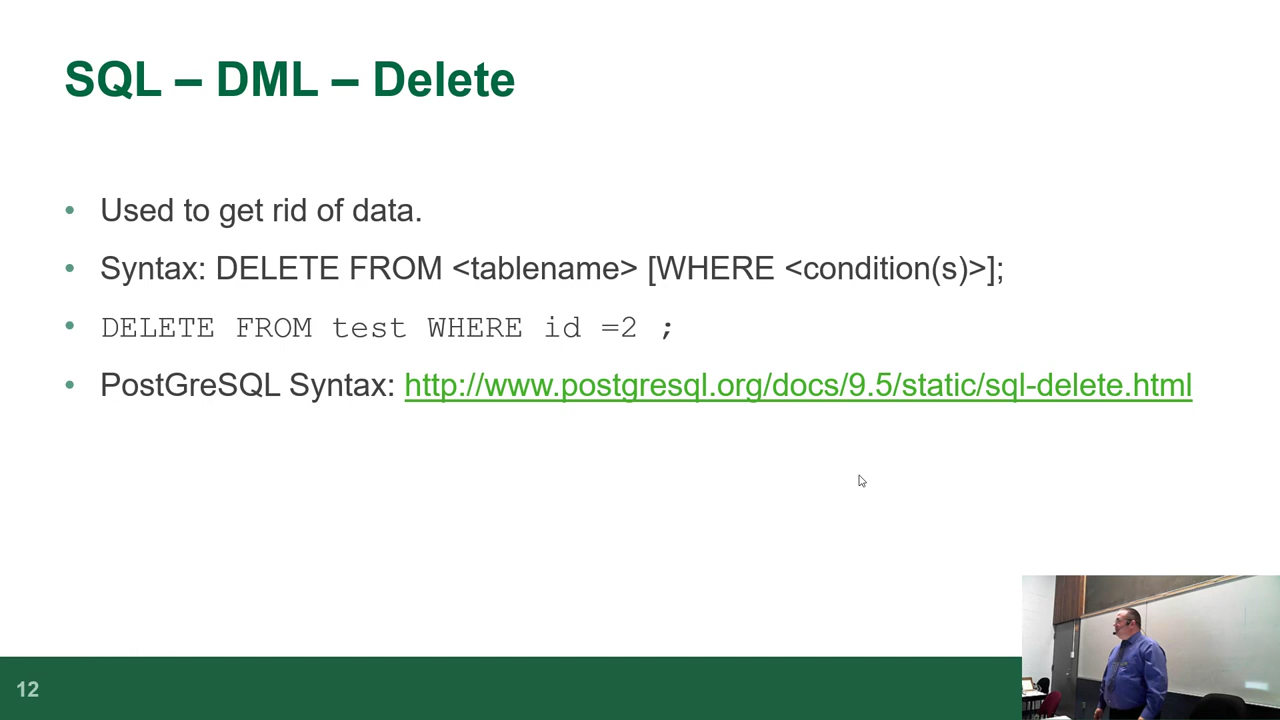 SQL – DML – Delete
• Used to get rid of data.
• Syntax: DELETE FROM <tablename> [WHERE <condition(s)>];
• DELETE FROM test WHERE id =2 ;
• PostGreSQL Syntax: http://www.postgresql.org/docs/9.5/static/sql-delete.html
12